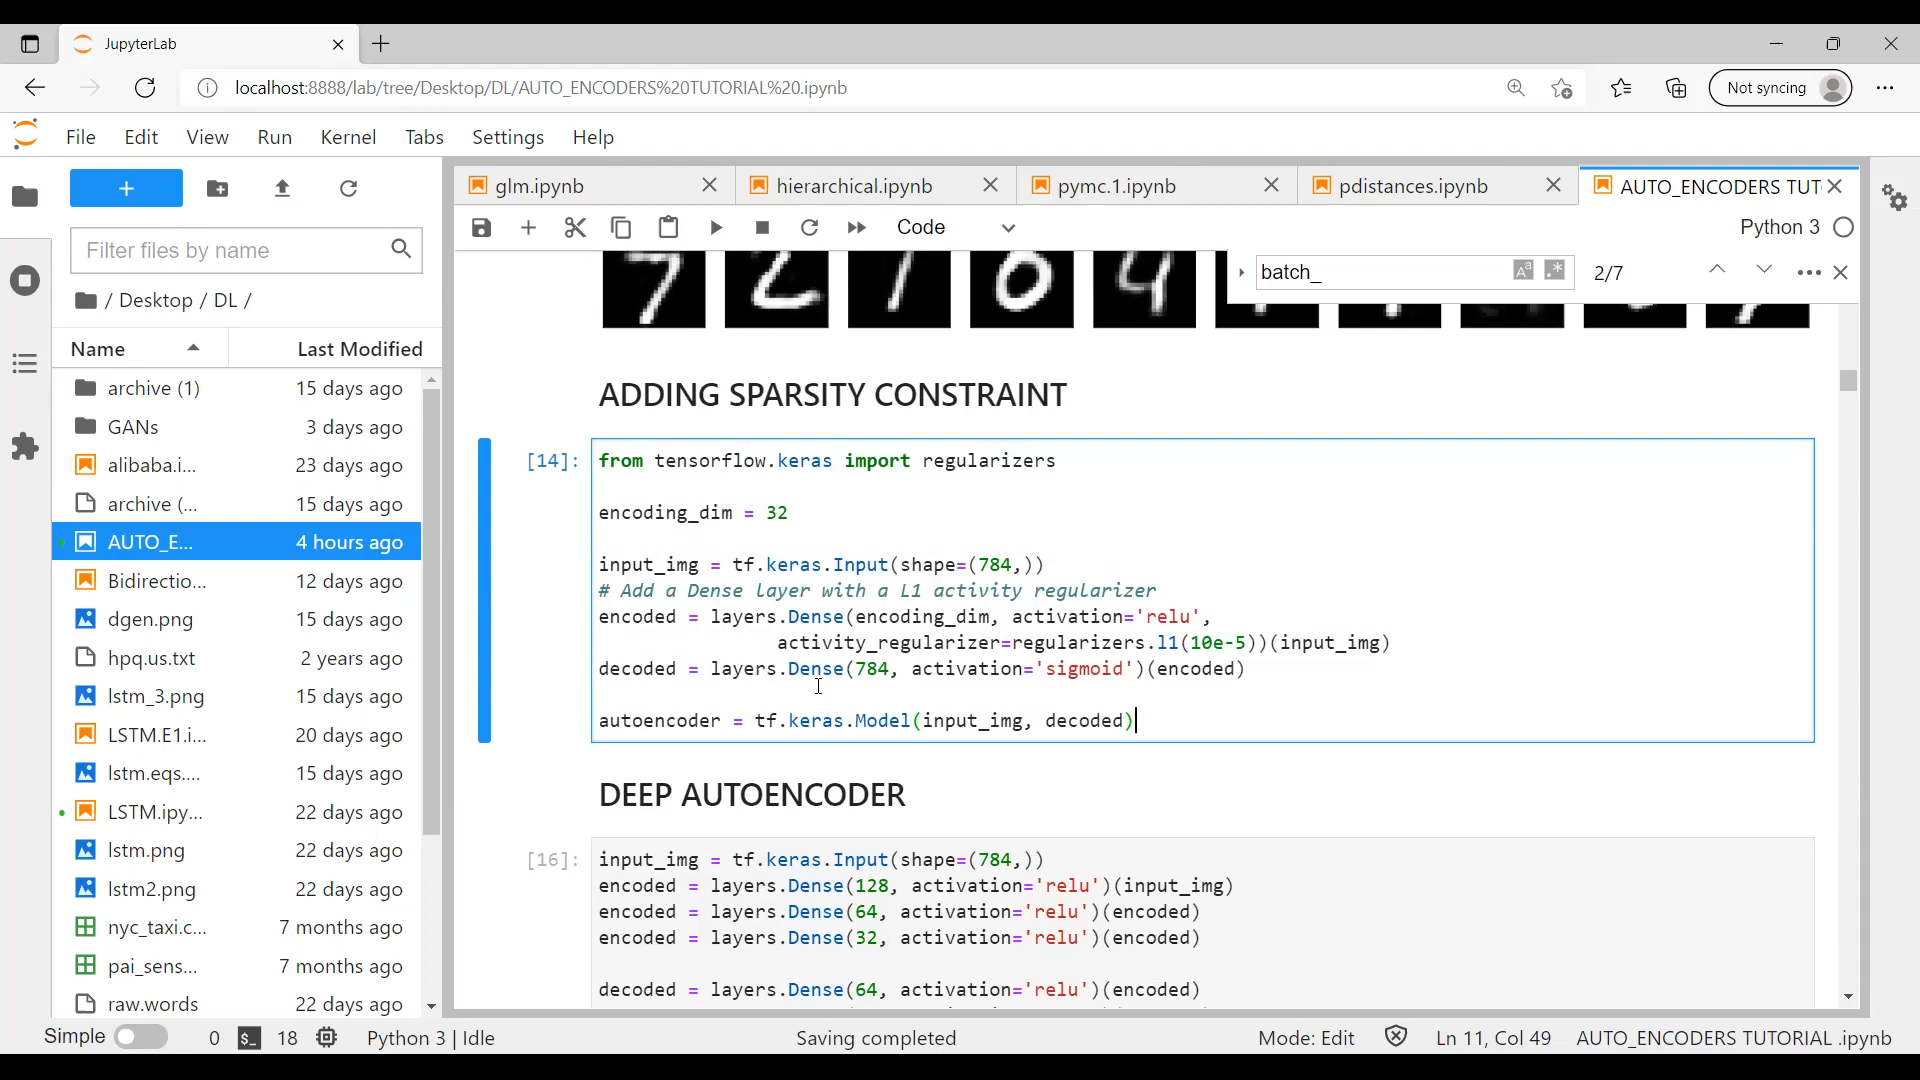 JupyterLab
localhost:8888/lab/tree/Desktop/DL/AUTO_ENCODERS%20TUTORIAL%20.ipynb
Not syncing
File Edit View Run Kernel Tabs Settings Help
glm.ipynb
hierarchical.ipynb
pymc.1.ipynb
pdistances.ipynb
AUTO_ENCODERS TUT
Code
Python 3
Filter files by name
batch_
2/7
/ Desktop / DL /
Name Last Modified
archive (1) 15 days ago
GANs 3 days ago
alibaba.i... 23 days ago
archive (... 15 days ago
AUTO_E... 4 hours ago
Bidirectio... 12 days ago
dgen.png 15 days ago
hpq.us.txt 2 years ago
lstm_3.png 15 days ago
LSTM.E1.i... 20 days ago
lstm.eqs.... 15 days ago
LSTM.ipy... 22 days ago
lstm.png 22 days ago
lstm2.png 22 days ago
nyc_taxi.c... 7 months ago
pai_sens... 7 months ago
raw.words 22 days ago
7 2 1 0 4
ADDING SPARSITY CONSTRAINT
[14]: from tensorflow.keras import regularizers
encoding_dim = 32
input_img = tf.keras.Input(shape=(784,))
# Add a Dense layer with a L1 activity regularizer
encoded = layers.Dense(encoding_dim, activation='relu',
activity_regularizer=regularizers.l1(10e-5))(input_img)
decoded = layers.Dense(784, activation='sigmoid')(encoded)
autoencoder = tf.keras.Model(input_img, decoded)
DEEP AUTOENCODER
[16]: input_img = tf.keras.Input(shape=(784,))
encoded = layers.Dense(128, activation='relu')(input_img)
encoded = layers.Dense(64, activation='relu')(encoded)
encoded = layers.Dense(32, activation='relu')(encoded)
decoded = layers.Dense(64, activation='relu')(encoded)
Simple 0 18 Python 3 | Idle Saving completed Mode: Edit Ln 11, Col 49 AUTO_ENCODERS TUTORIAL .ipynb